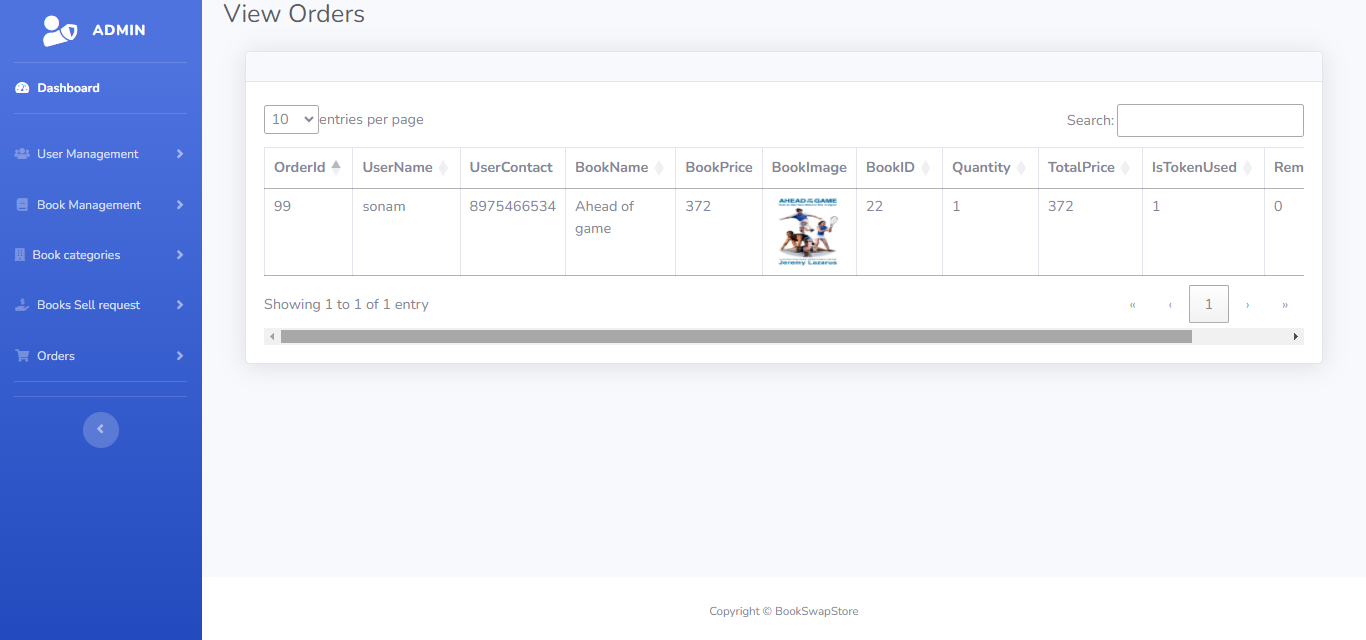 ADMIN
Dashboard
User Management
Book Management
Book categories
Books Sell request
Orders
View Orders
10 entries per page
Search:
OrderId UserName UserContact BookName BookPrice BookImage BookID Quantity TotalPrice IsTokenUsed Rem
99 sonam 8975466534 Ahead of game 372 22 1 372 1 0
AHEAD OF THE GAME
Jeremy Lazarus
Showing 1 to 1 of 1 entry
« ‹ 1 › »
Copyright © BookSwapStore